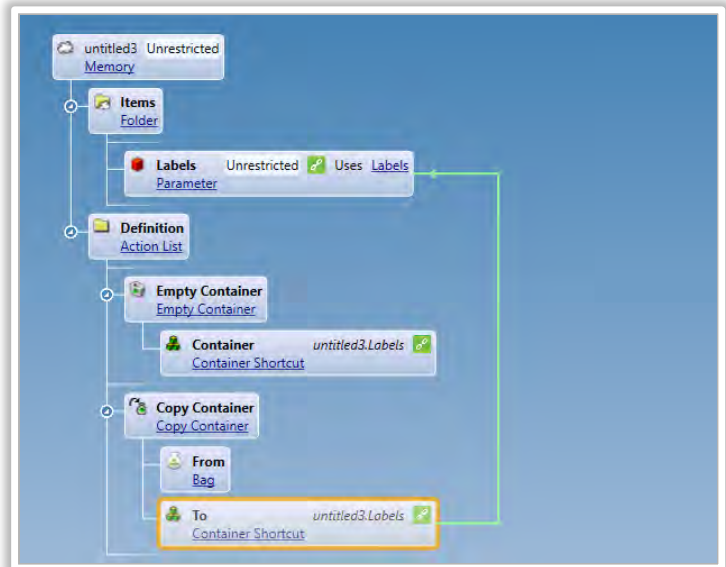 untitled3 Unrestricted
Memory
Items
Folder
Labels Unrestricted Uses Labels
Parameter
Definition
Action List
Empty Container
Empty Container
Container untitled3.Labels
Container Shortcut
Copy Container
Copy Container
From
Bag
To untitled3.Labels
Container Shortcut